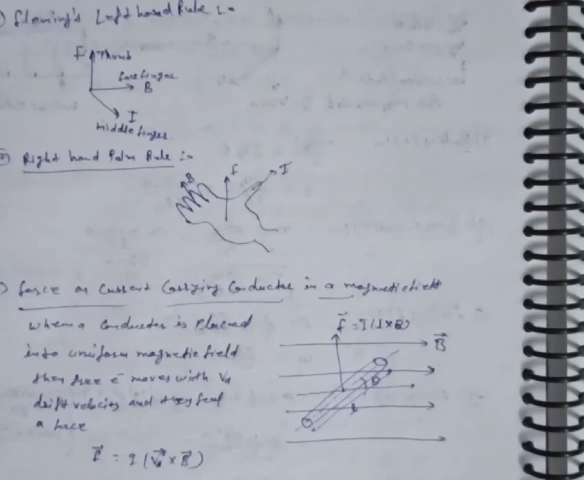 Fleming's Left hand Rule :-
F Thumb
fore finger
B
I
middle finger
Right hand Palm Rule :-
B
F
I
force on current Carrying Conductor in a magnetic field
when a conductor is placed
into uniform magnetic field
then free e⁻ moves with Vd
drift velocity and they feel
a force
F⃗ = q (V⃗d × B⃗)
F⃗ = I(l×B)
B⃗
θ